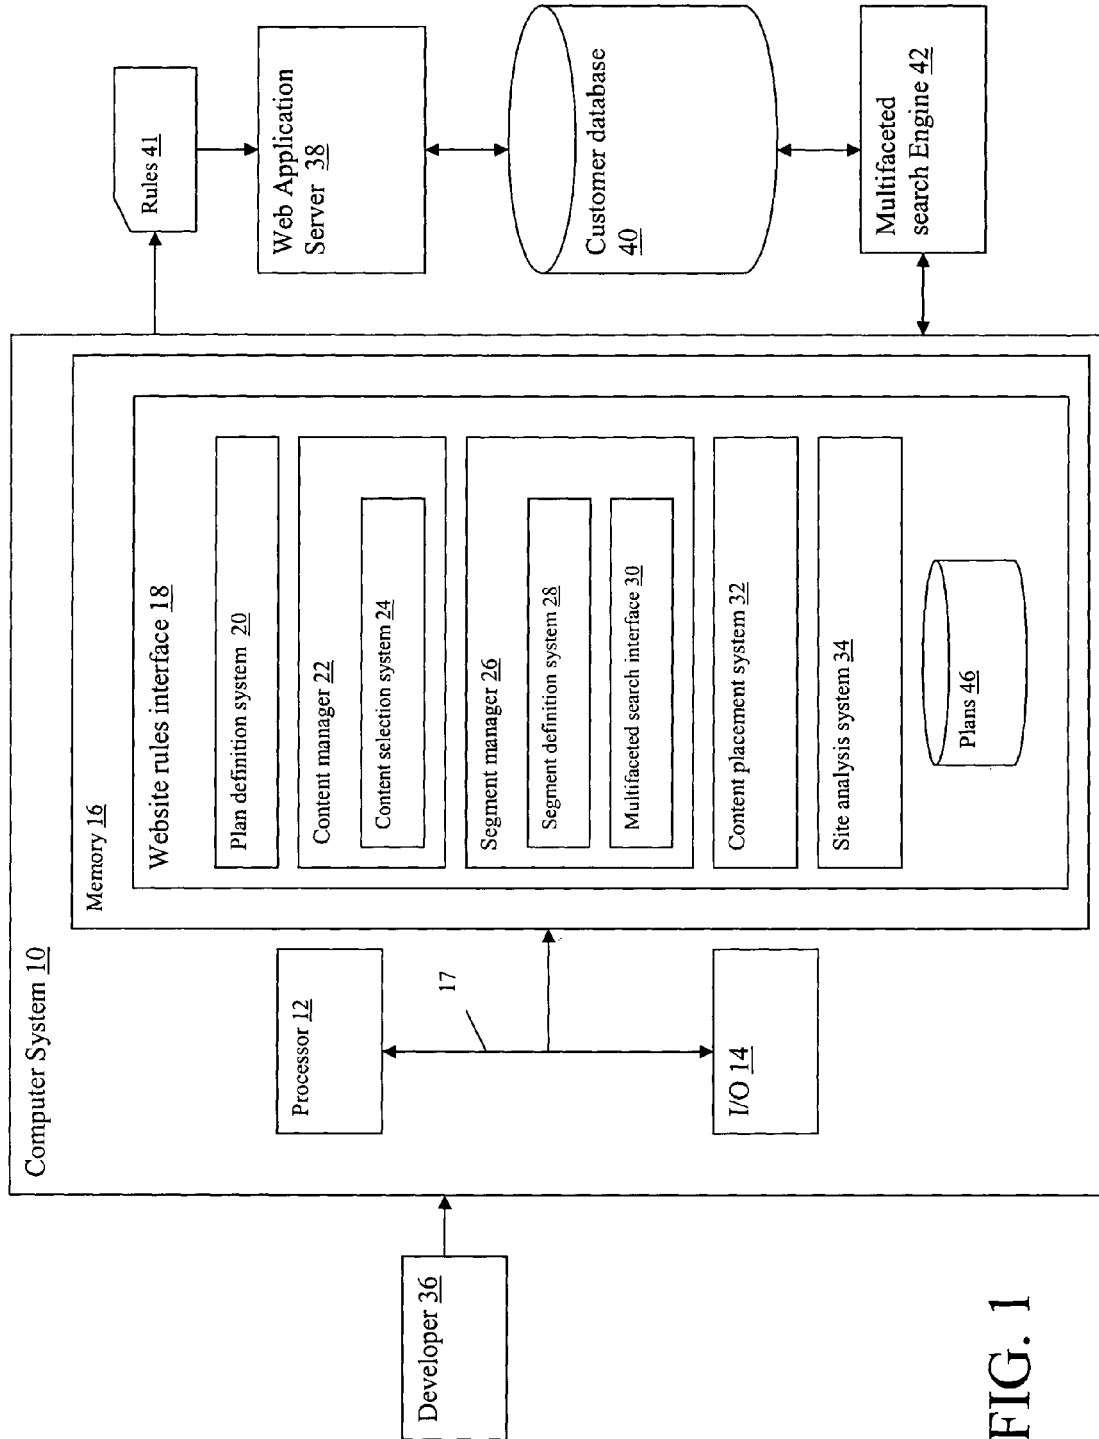 Computer System 10
Memory 16
Website rules interface 18
Plan definition system 20
Content manager 22
Content selection system 24
Segment manager 26
Segment definition system 28
Multifaceted search interface 30
Content placement system 32
Site analysis system 34
Plans 46
Processor 12
17
I/O 14
Developer 36
Rules 41
Web Application
Server 38
Customer database
40
Multifaceted
search Engine 42
FIG. 1